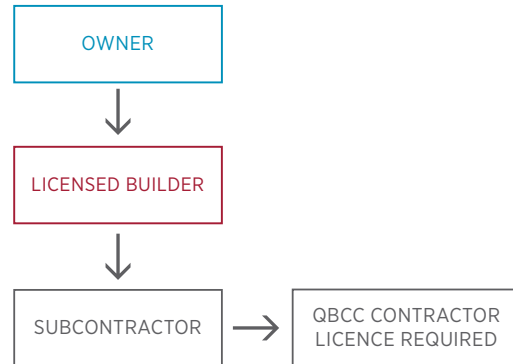 OWNER
LICENSED BUILDER
SUBCONTRACTOR
QBCC CONTRACTOR
LICENCE REQUIRED